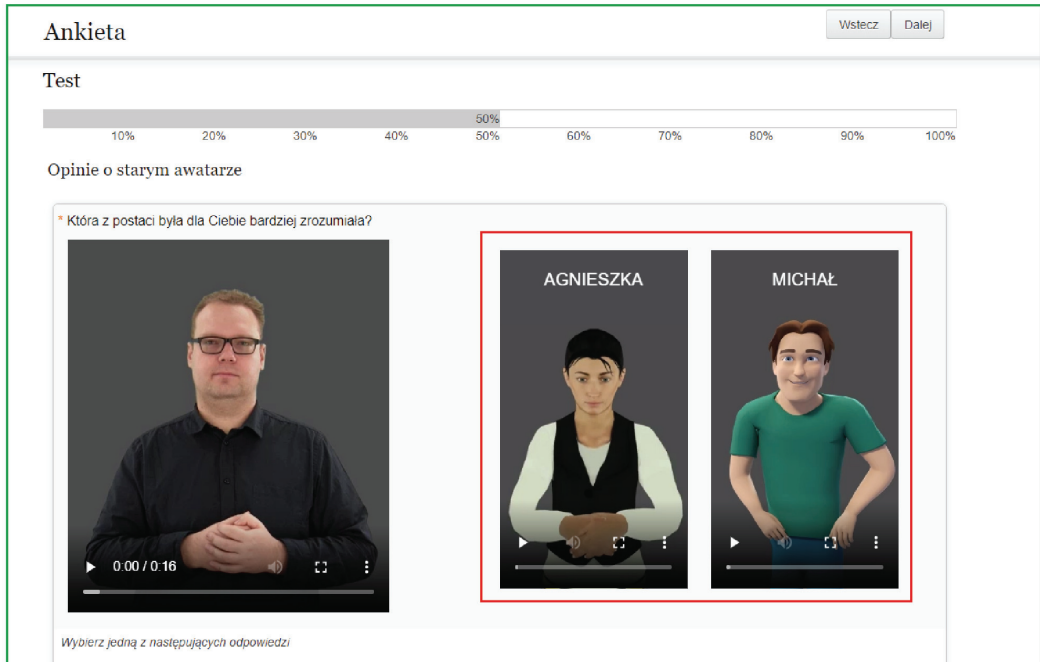 Ankieta
Wstecz Dalej
Test
50%
10% 20% 30% 40% 50% 60% 70% 80% 90% 100%
Opinie o starym awatarze
* Która z postaci była dla Ciebie bardziej zrozumiała?
AGNIESZKA MICHAŁ
0:00 / 0:16
Wybierz jedną z następujących odpowiedzi